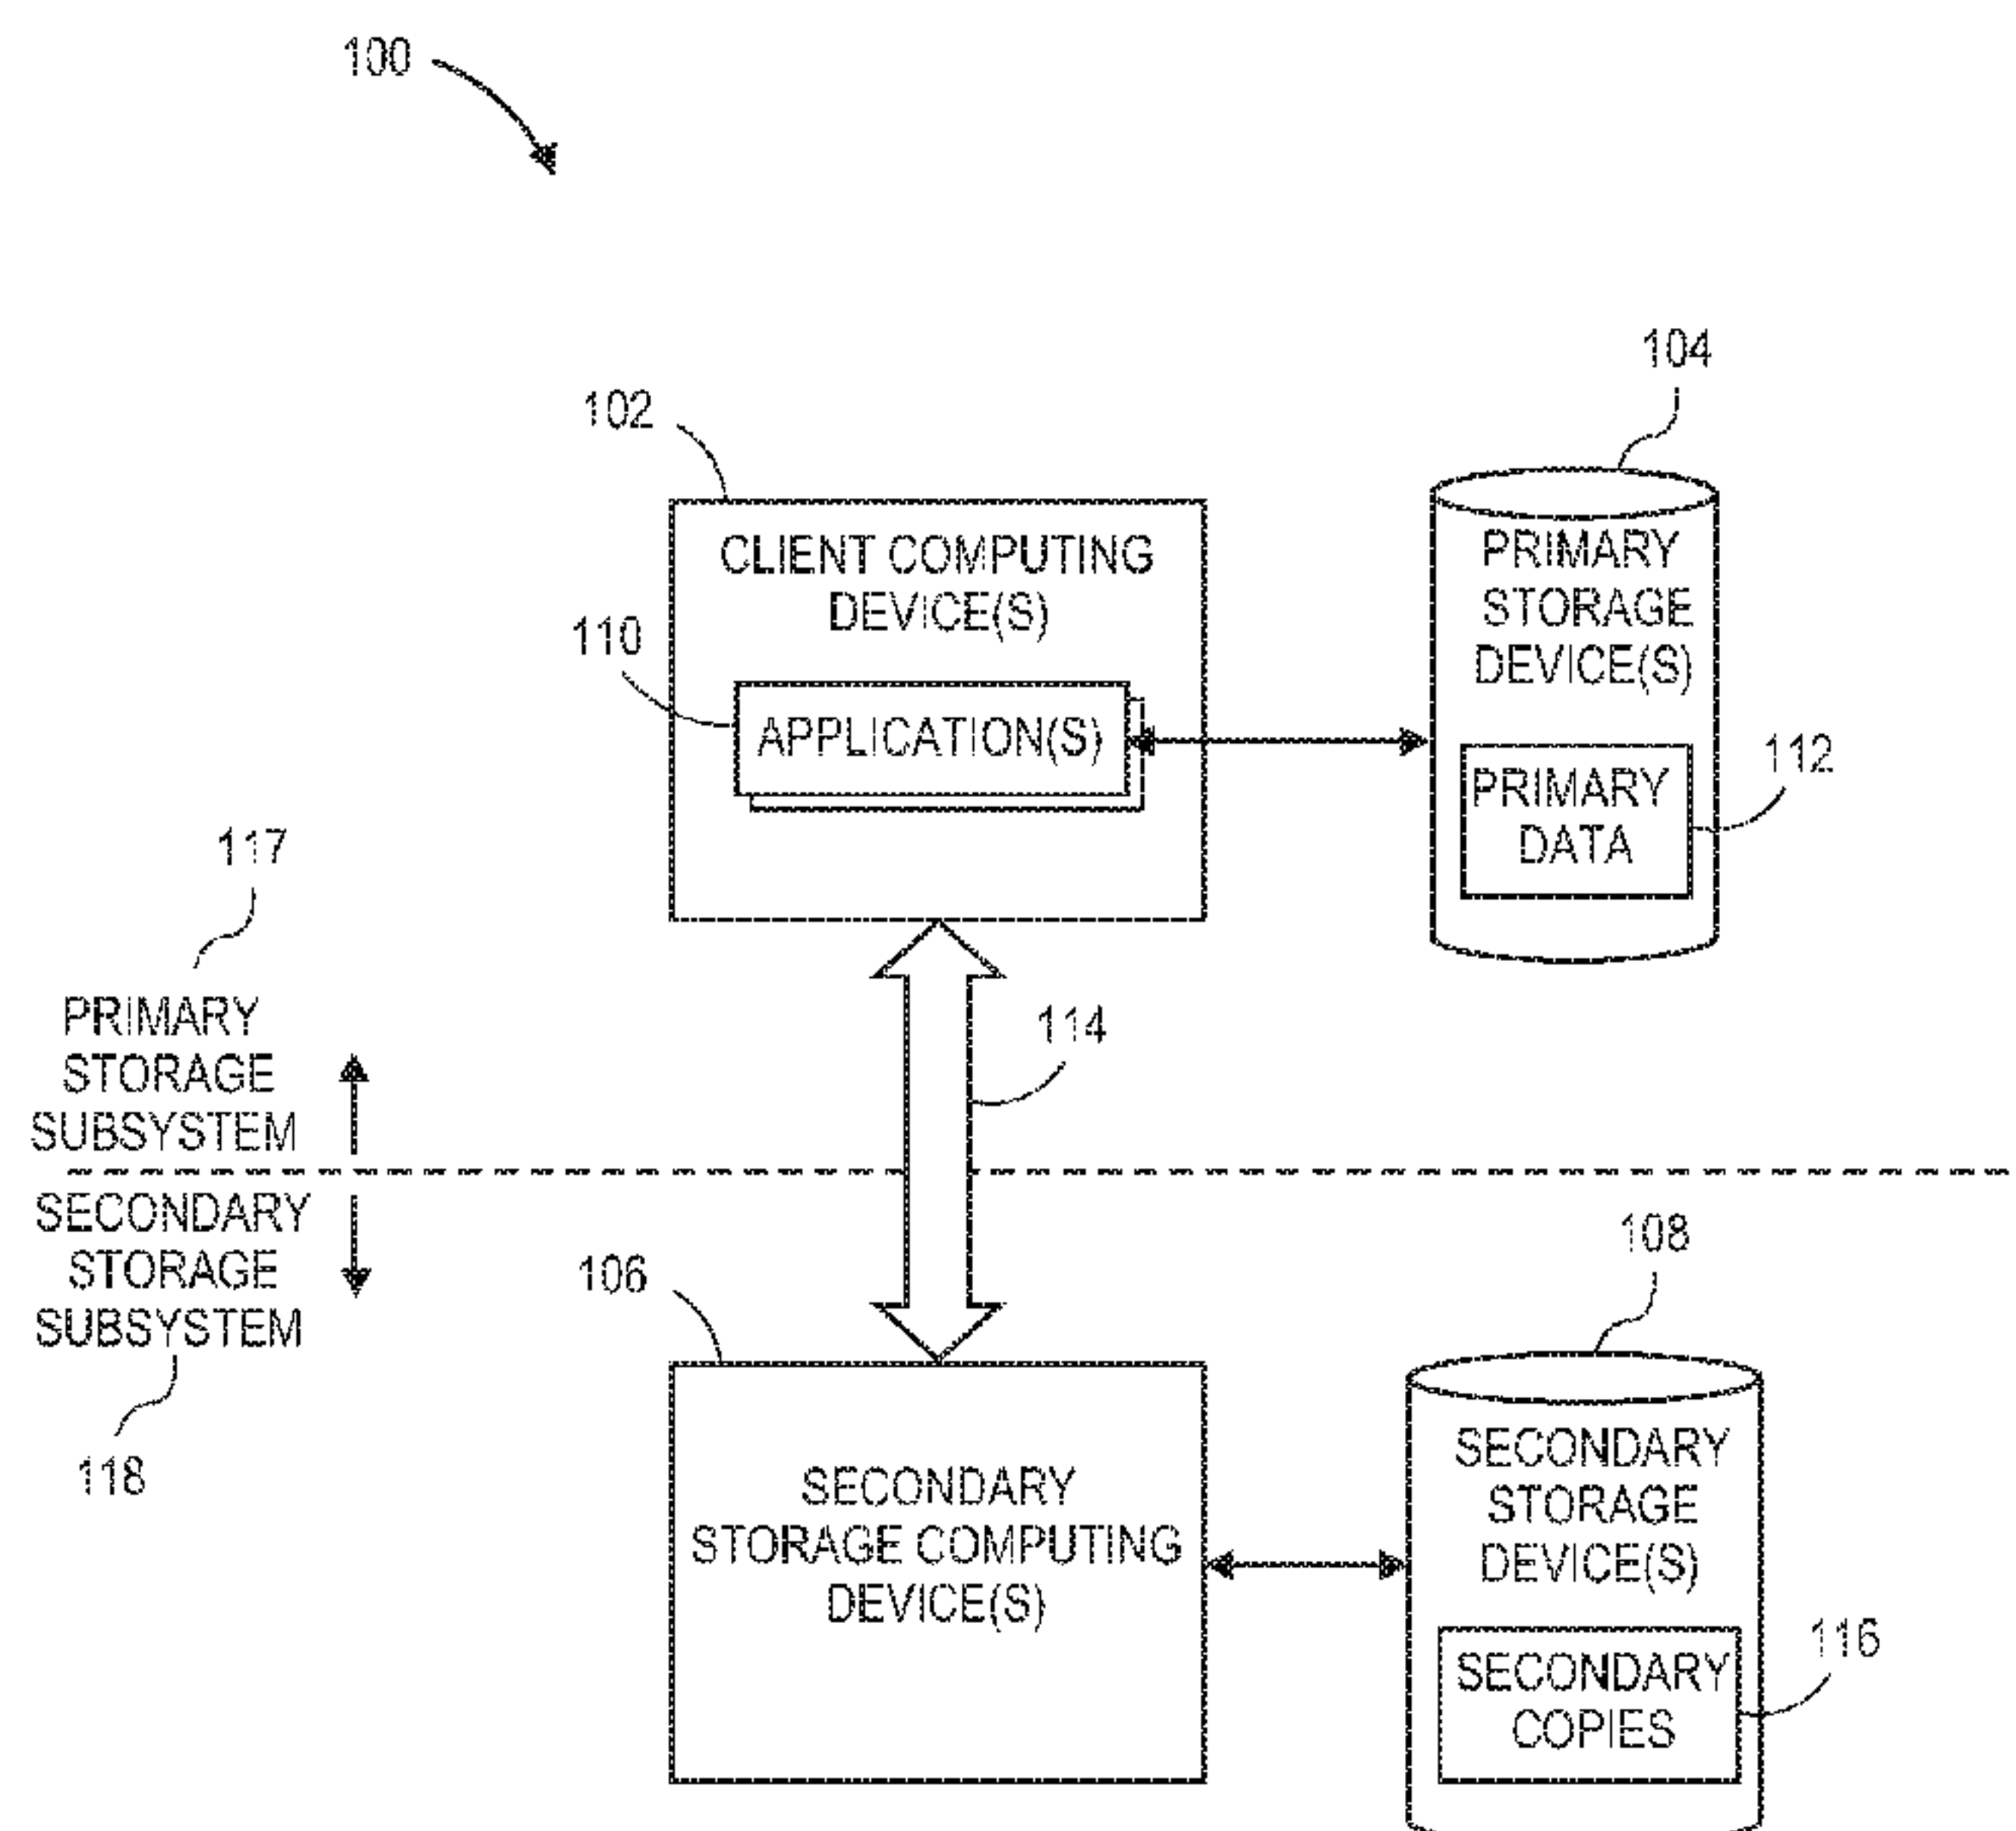 100
104
102
CLIENT COMPUTING
DEVICE(S)
PRIMARY
STORAGE
DEVICE(S)
110
APPLICATION(S)
PRIMARY
DATA
112
117
PRIMARY
STORAGE
SUBSYSTEM
114
SECONDARY
STORAGE
SUBSYSTEM
118
106
108
SECONDARY
STORAGE COMPUTING
DEVICE(S)
SECONDARY
STORAGE
DEVICE(S)
SECONDARY
COPIES
116